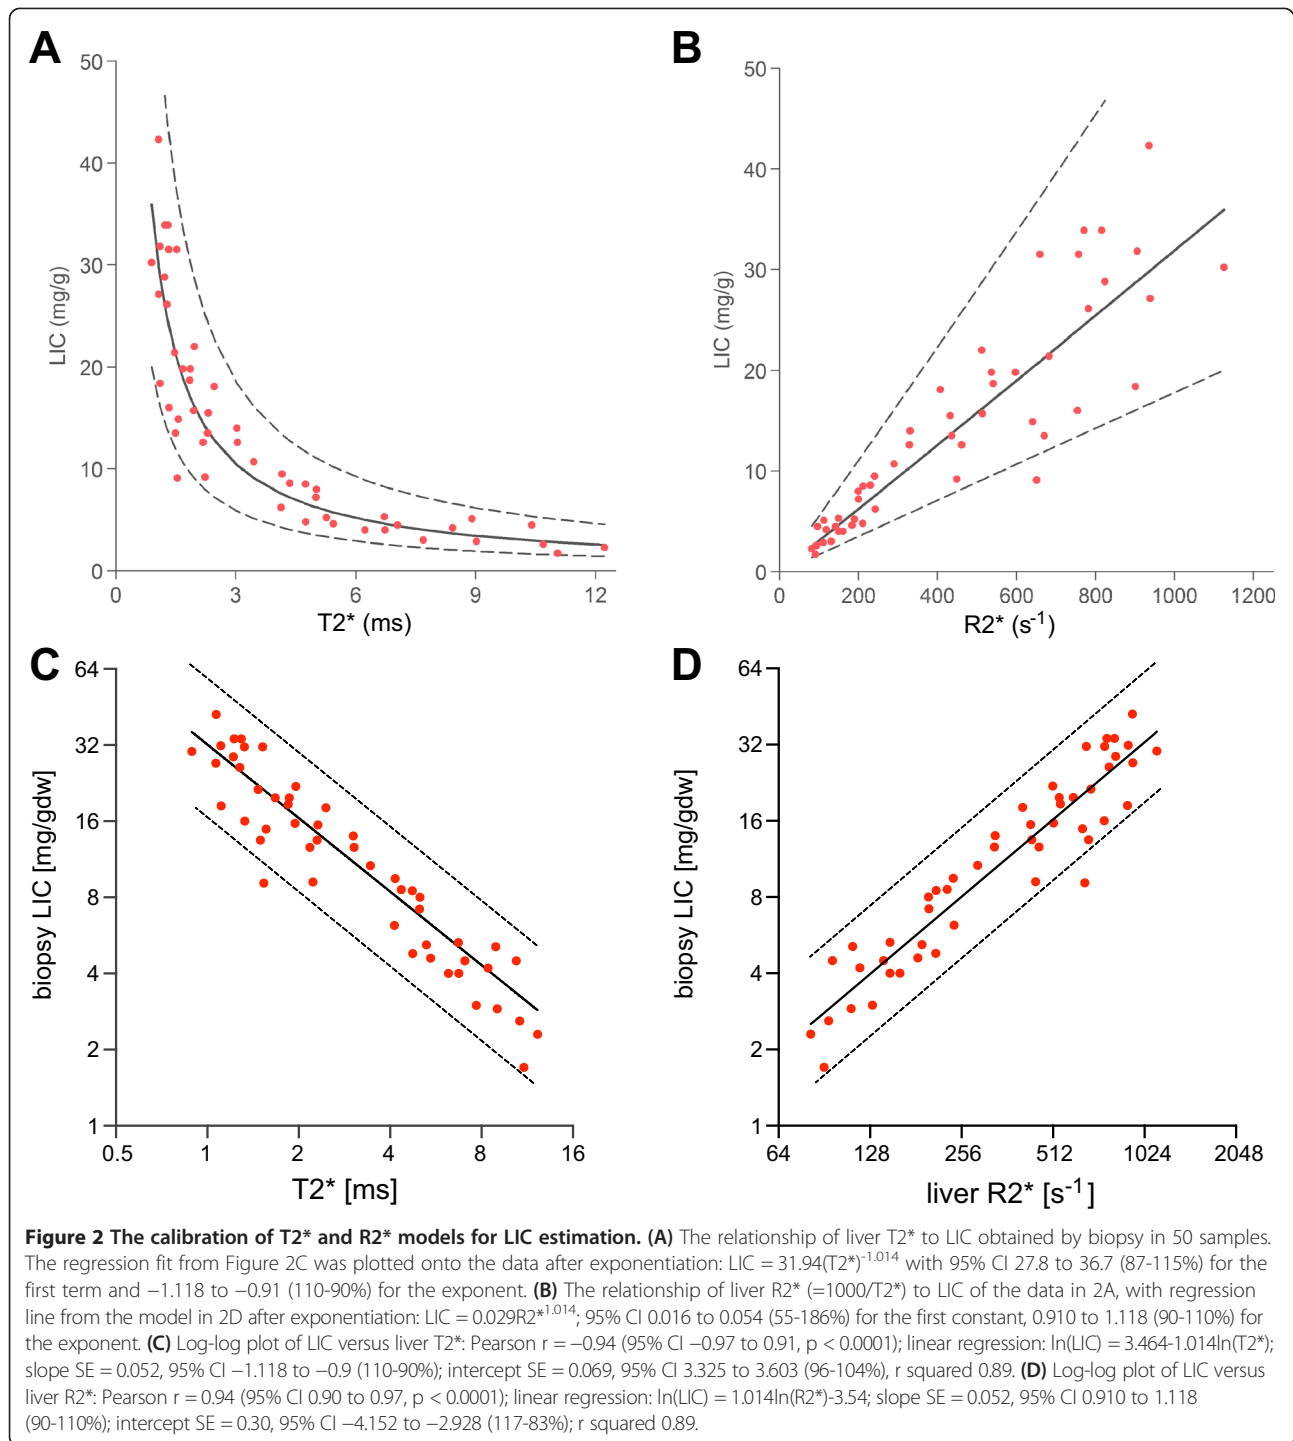 A
50
40
30
20
10
0
LIC (mg/g)
0 3 6 9 12
T2* (ms)
B
50
40
30
20
10
0
LIC (mg/g)
0 200 400 600 800 1000 1200
R2* (s-1)
C
64
32
16
8
4
2
1
biopsy LIC [mg/gdw]
0.5 1 2 4 8 16
T2* [ms]
D
64
32
16
8
4
2
1
biopsy LIC [mg/gdw]
64 128 256 512 1024 2048
liver R2* [s-1]
Figure 2 The calibration of T2* and R2* models for LIC estimation. (A) The relationship of liver T2* to LIC obtained by biopsy in 50 samples.
The regression fit from Figure 2C was plotted onto the data after exponentiation: LIC = 31.94(T2*)-1.014 with 95% CI 27.8 to 36.7 (87-115%) for the
first term and −1.118 to −0.91 (110-90%) for the exponent. (B) The relationship of liver R2* (=1000/T2*) to LIC of the data in 2A, with regression
line from the model in 2D after exponentiation: LIC = 0.029R2*1.014; 95% CI 0.016 to 0.054 (55-186%) for the first constant, 0.910 to 1.118 (90-110%) for
the exponent. (C) Log-log plot of LIC versus liver T2*: Pearson r = −0.94 (95% CI −0.97 to 0.91, p < 0.0001); linear regression: ln(LIC) = 3.464-1.014ln(T2*);
slope SE = 0.052, 95% CI −1.118 to −0.9 (110-90%); intercept SE = 0.069, 95% CI 3.325 to 3.603 (96-104%), r squared 0.89. (D) Log-log plot of LIC versus
liver R2*: Pearson r = 0.94 (95% CI 0.90 to 0.97, p < 0.0001); linear regression: ln(LIC) = 1.014ln(R2*)-3.54; slope SE = 0.052, 95% CI 0.910 to 1.118
(90-110%); intercept SE = 0.30, 95% CI −4.152 to −2.928 (117-83%); r squared 0.89.